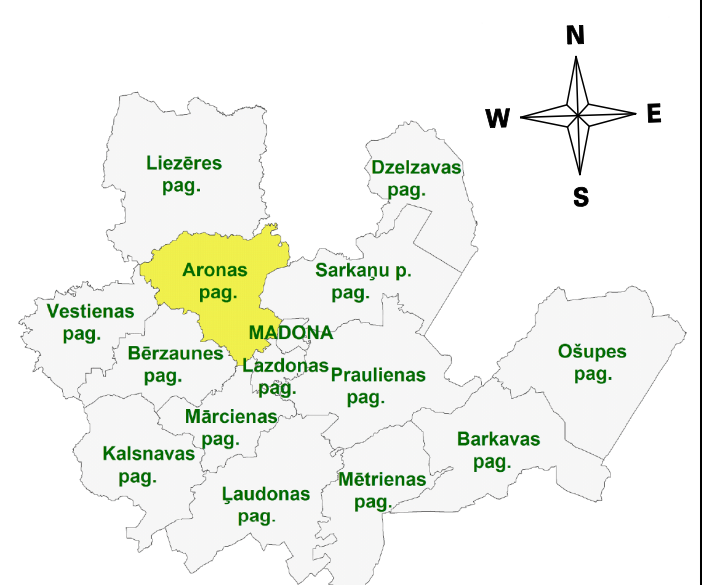 N
W
E
S
Liezēres
pag.
Dzelzavas
pag.
Aronas
pag.
Sarkaņu p.
pag.
Vestienas
pag.
MADONA
Bērzaunes
pag.
Lazdonas
pag.
Praulienas
pag.
Ošupes
pag.
Mārcienas
pag.
Kalsnavas
pag.
Barkavas
pag.
Ļaudonas
pag.
Mētrienas
pag.